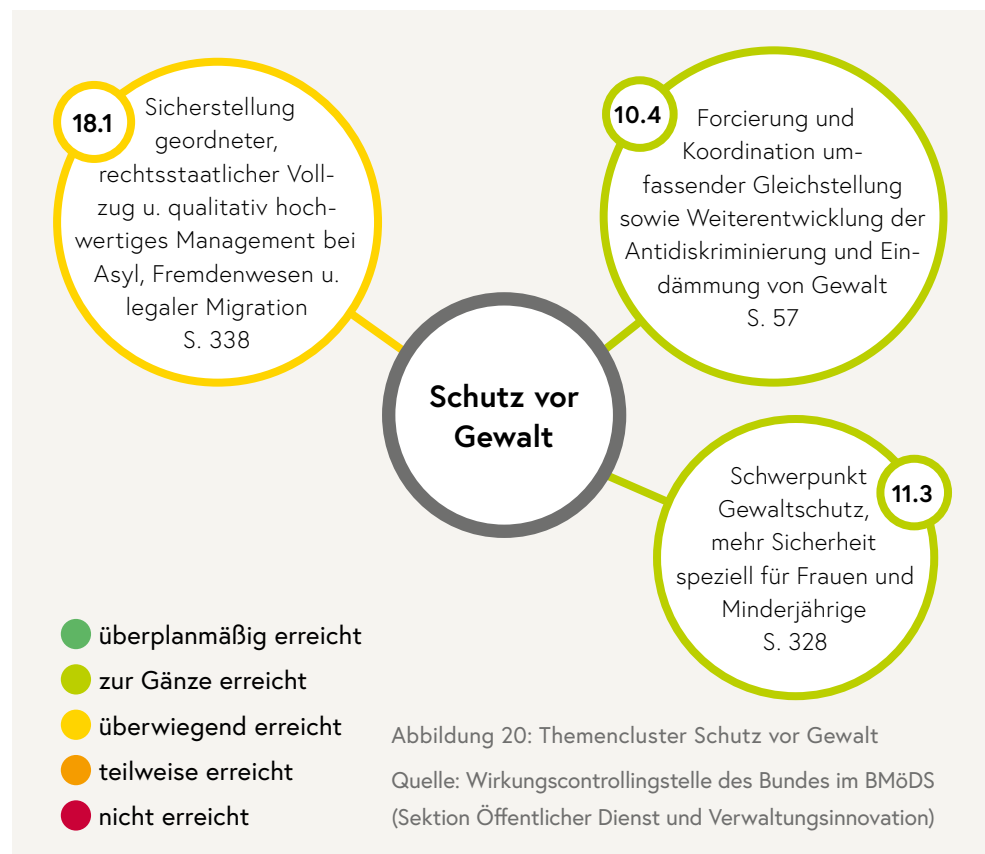 18.1
Sicherstellung
geordneter,
rechtsstaatlicher Voll-
zug u. qualitativ hoch-
wertiges Management bei
Asyl, Fremdenwesen u.
legaler Migration
S. 338
10.4
Forcierung und
Koordination um-
fassender Gleichstellung
sowie Weiterentwicklung der
Antidiskriminierung und Ein-
dämmung von Gewalt
S. 57
Schutz vor
Gewalt
11.3
Schwerpunkt
Gewaltschutz,
mehr Sicherheit
speziell für Frauen und
Minderjährige
S. 328
überplanmäßig erreicht
zur Gänze erreicht
überwiegend erreicht
teilweise erreicht
nicht erreicht
Abbildung 20: Themencluster Schutz vor Gewalt
Quelle: Wirkungscontrollingstelle des Bundes im BMöDS
(Sektion Öffentlicher Dienst und Verwaltungsinnovation)